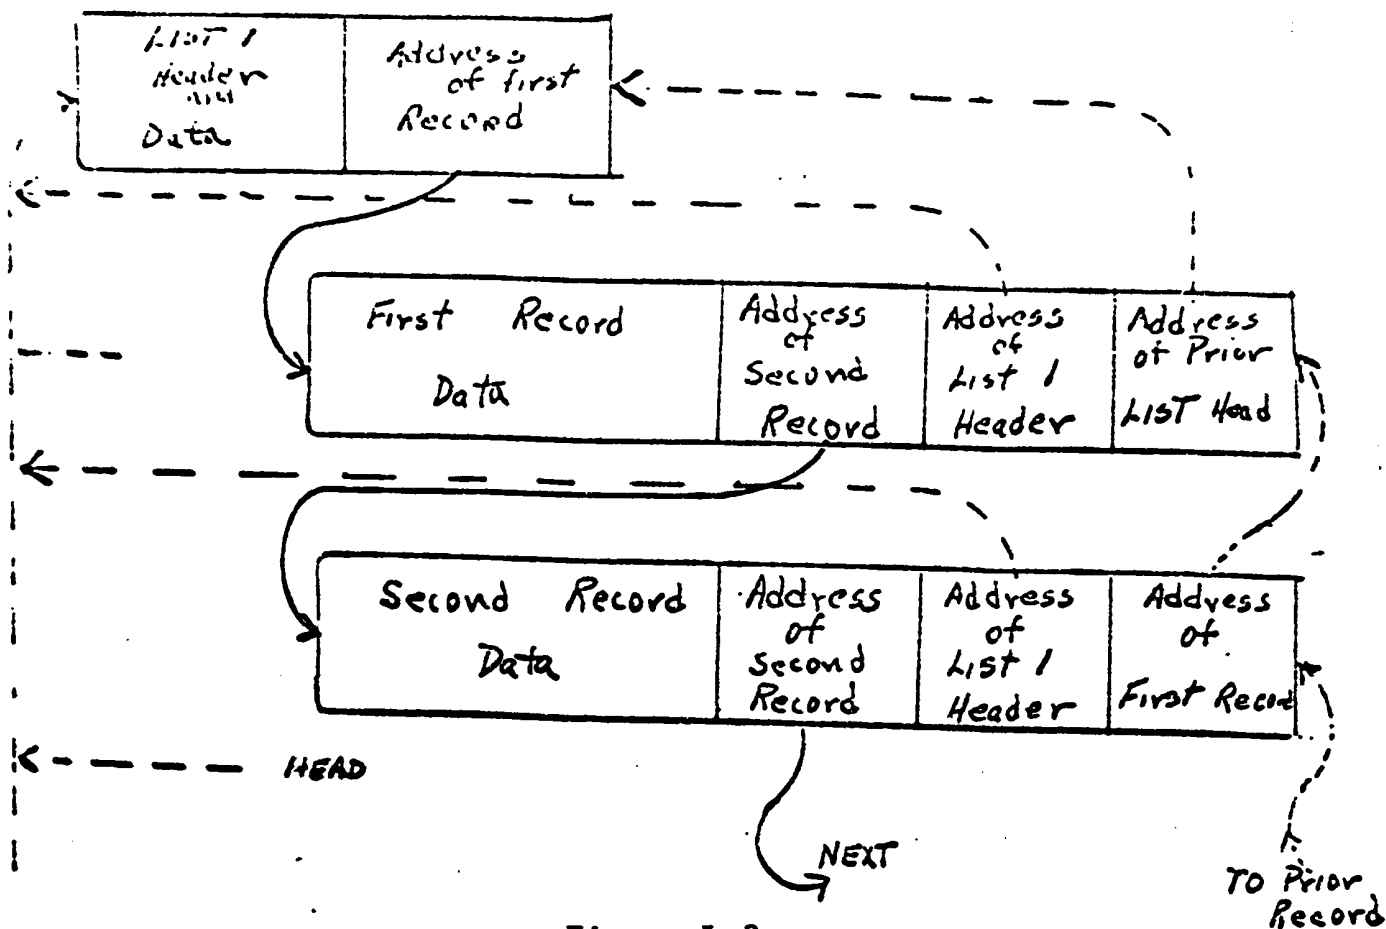 LIST 1
Header
Data
Address
of first
Record
First Record
Data
Address
of
Second
Record
Address
of
List 1
Header
Address
of Prior
LIST Head
Second Record
Data
Address
of
Second
Record
Address
of
List 1
Header
Address
of
First Record
HEAD
NEXT
TO Prior
Record